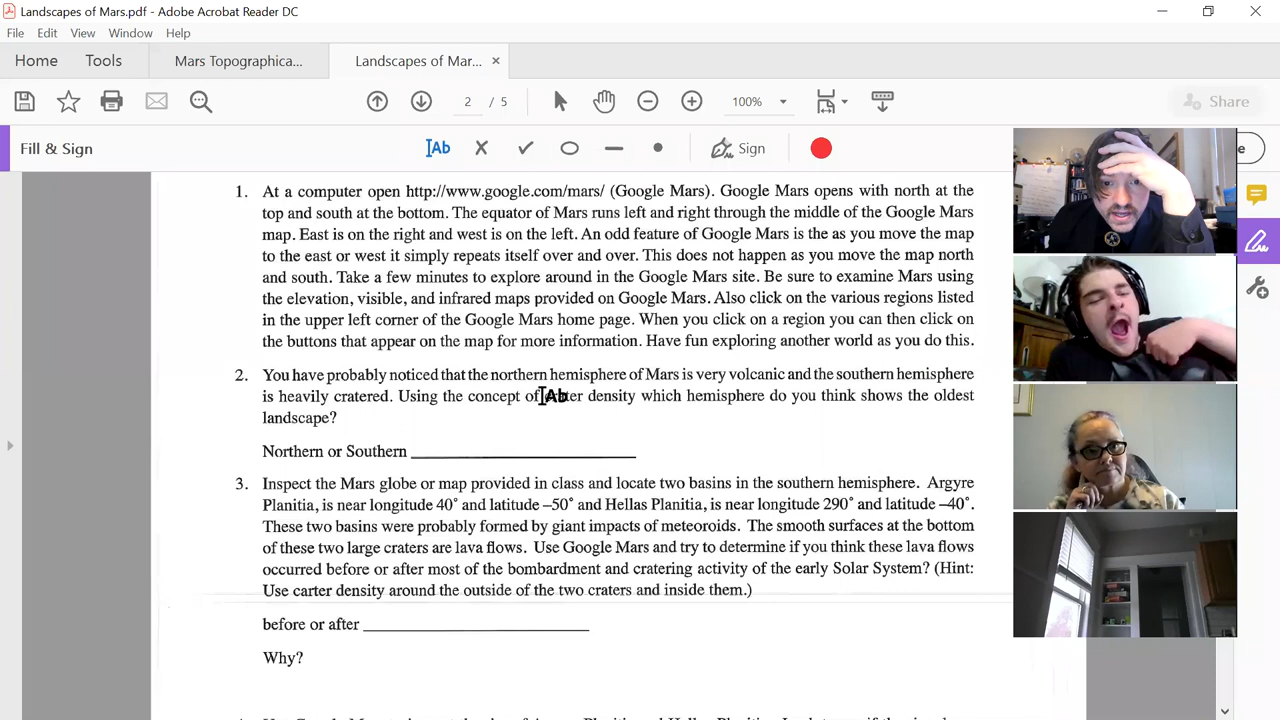 Landscapes of Mars.pdf - Adobe Acrobat Reader DC
File Edit View Window Help
Home Tools Mars Topographica... Landscapes of Mar... ×
2 / 5 100% Share
Fill & Sign Ab Sign
1. At a computer open http://www.google.com/mars/ (Google Mars). Google Mars opens with north at the
top and south at the bottom. The equator of Mars runs left and right through the middle of the Google Mars
map. East is on the right and west is on the left. An odd feature of Google Mars is the as you move the map
to the east or west it simply repeats itself over and over. This does not happen as you move the map north
and south. Take a few minutes to explore around in the Google Mars site. Be sure to examine Mars using
the elevation, visible, and infrared maps provided on Google Mars. Also click on the various regions listed
in the upper left corner of the Google Mars home page. When you click on a region you can then click on
the buttons that appear on the map for more information. Have fun exploring another world as you do this.
2. You have probably noticed that the northern hemisphere of Mars is very volcanic and the southern hemisphere
is heavily cratered. Using the concept of Ab density which hemisphere do you think shows the oldest
landscape?
Northern or Southern
3. Inspect the Mars globe or map provided in class and locate two basins in the southern hemisphere. Argyre
Planitia, is near longitude 40° and latitude –50° and Hellas Planitia, is near longitude 290° and latitude –40°.
These two basins were probably formed by giant impacts of meteoroids. The smooth surfaces at the bottom
of these two large craters are lava flows. Use Google Mars and try to determine if you think these lava flows
occurred before or after most of the bombardment and cratering activity of the early Solar System? (Hint:
Use carter density around the outside of the two craters and inside them.)
before or after
Why?